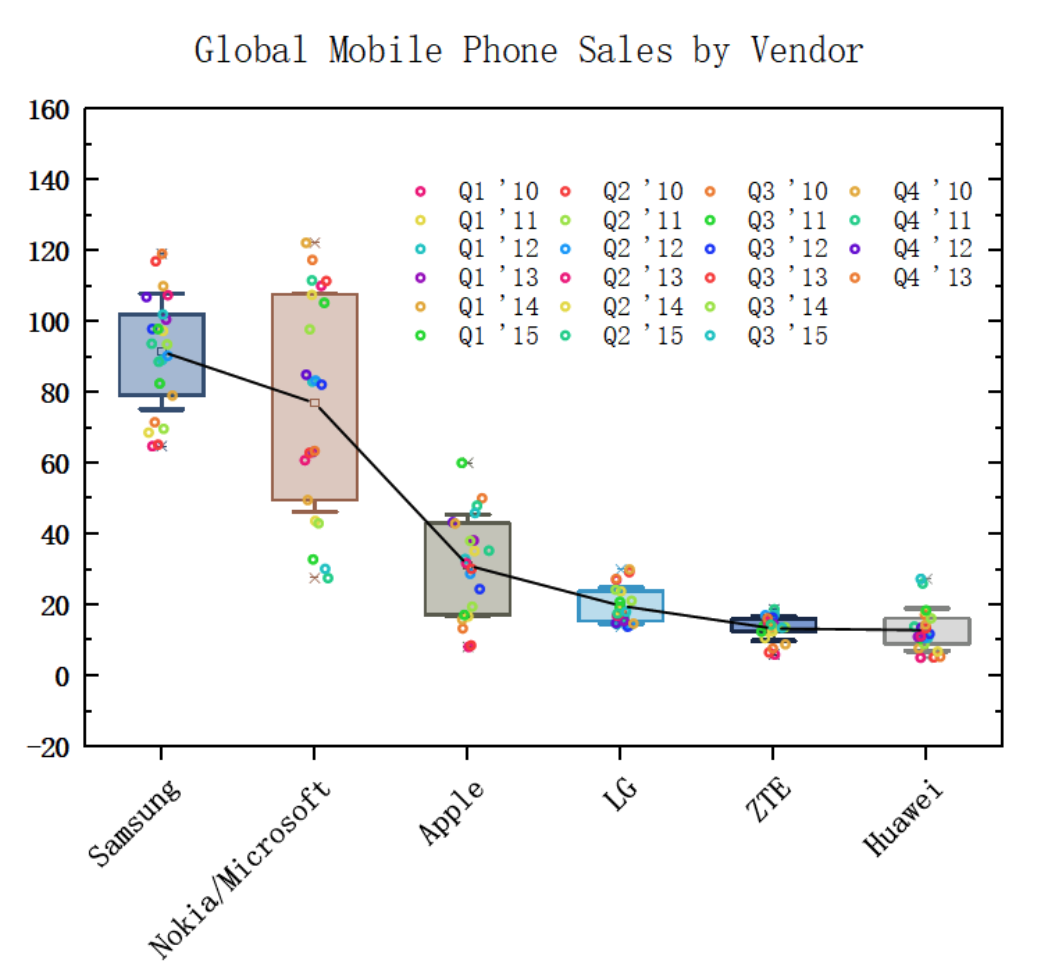 Global Mobile Phone Sales by Vendor
160
140
120
100
80
60
40
20
0
-20
Q1 '10 Q2 '10 Q3 '10 Q4 '10
Q1 '11 Q2 '11 Q3 '11 Q4 '11
Q1 '12 Q2 '12 Q3 '12 Q4 '12
Q1 '13 Q2 '13 Q3 '13 Q4 '13
Q1 '14 Q2 '14 Q3 '14
Q1 '15 Q2 '15 Q3 '15
Samsung
Nokia/Microsoft
Apple
LG
ZTE
Huawei